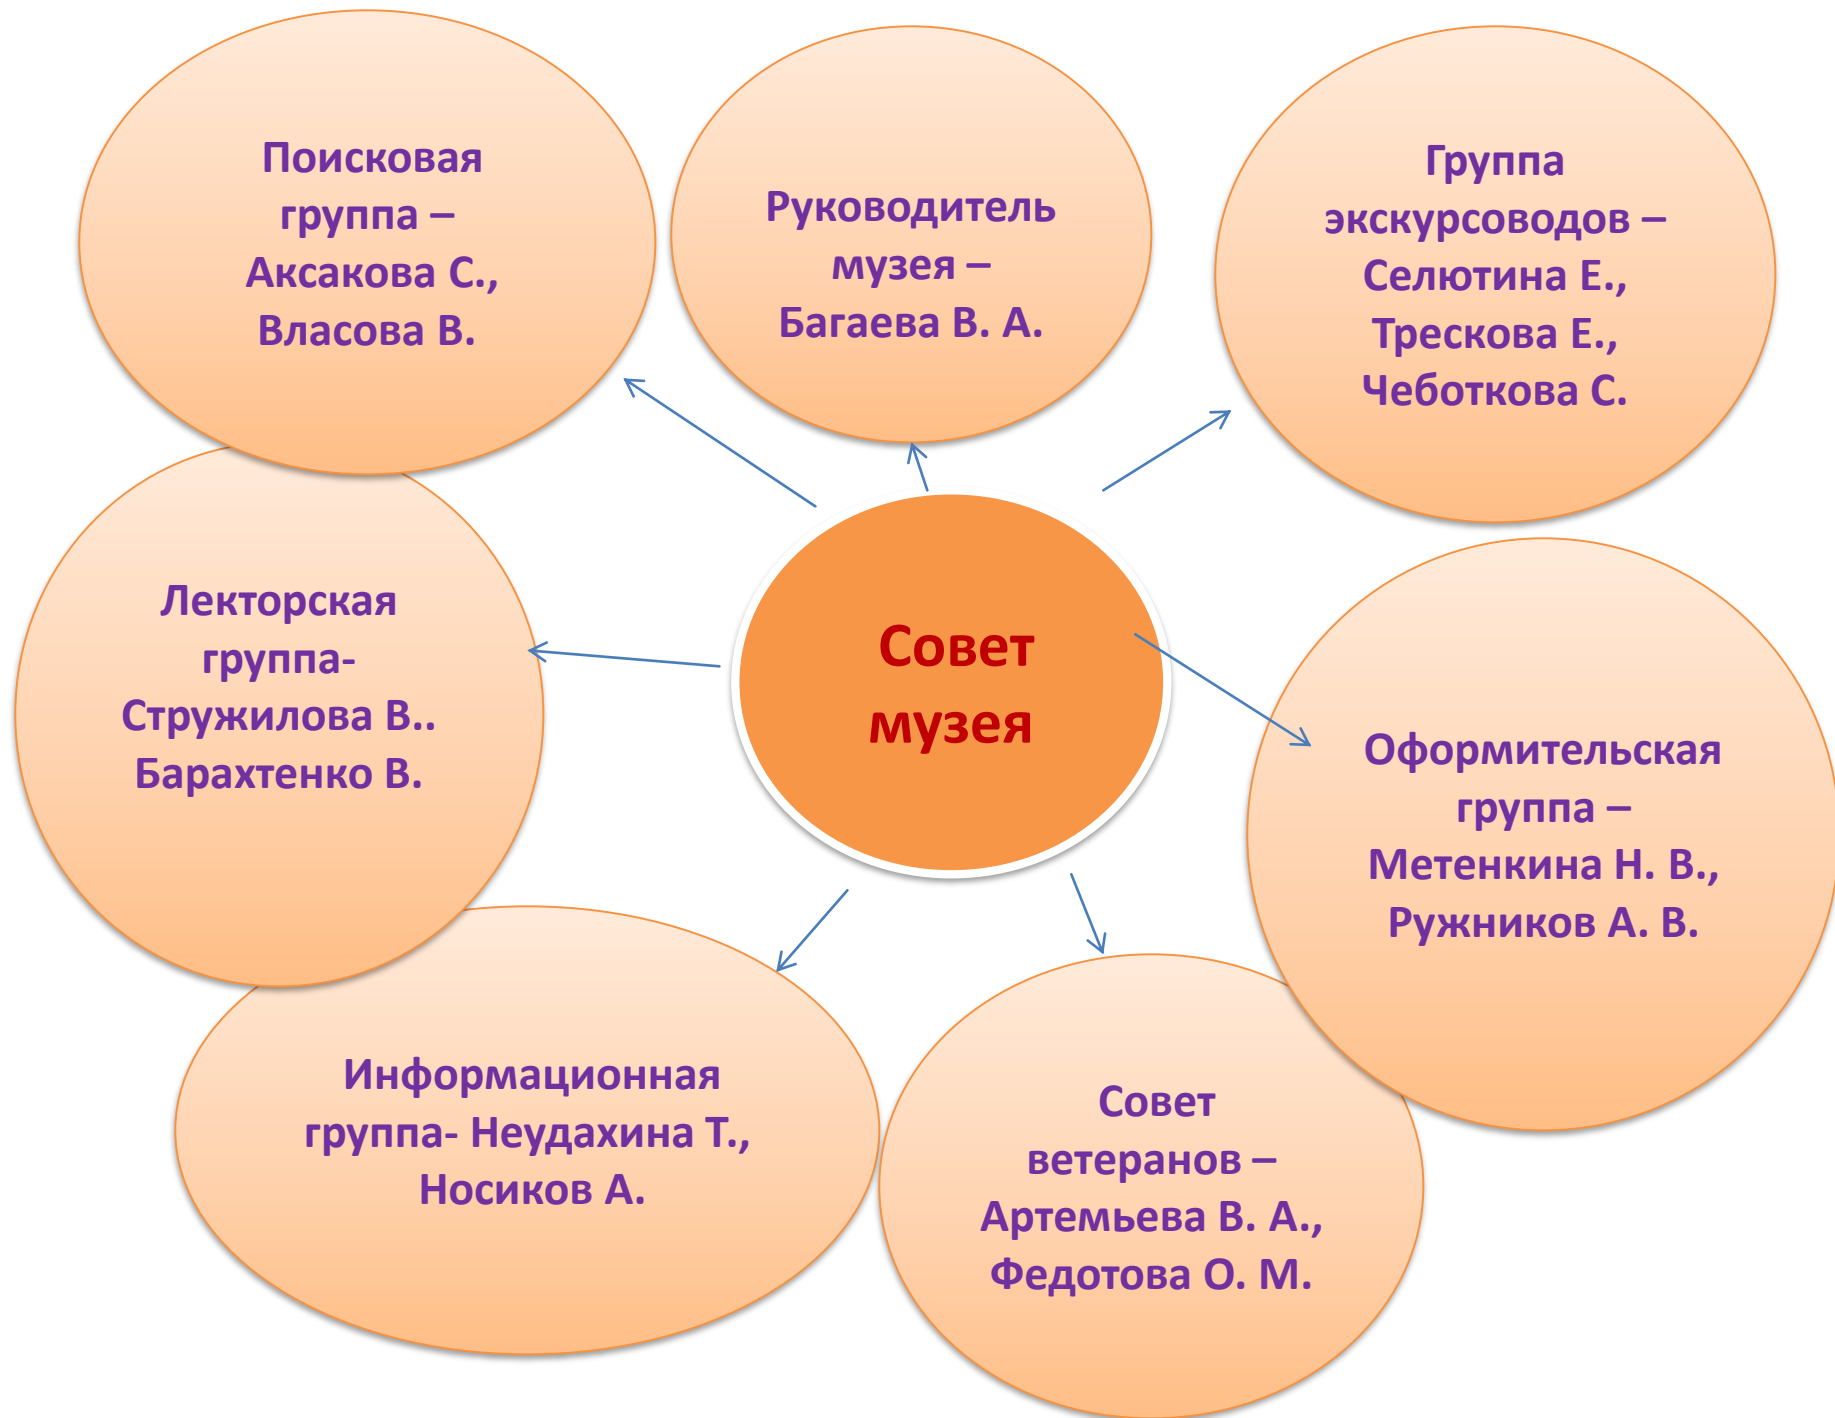 Поисковая
группа –
Аксакова С.,
Власова В.
Руководитель
музея –
Багаева В. А.
Группа
экскурсоводов –
Селютина Е.,
Трескова Е.,
Чеботкова С.
Лекторская
группа-
Стружилова В..
Барахтенко В.
Совет
музея
Оформительская
группа –
Метенкина Н. В.,
Ружников А. В.
Информационная
группа- Неудахина Т.,
Носиков А.
Совет
ветеранов –
Артемьева В. А.,
Федотова О. М.